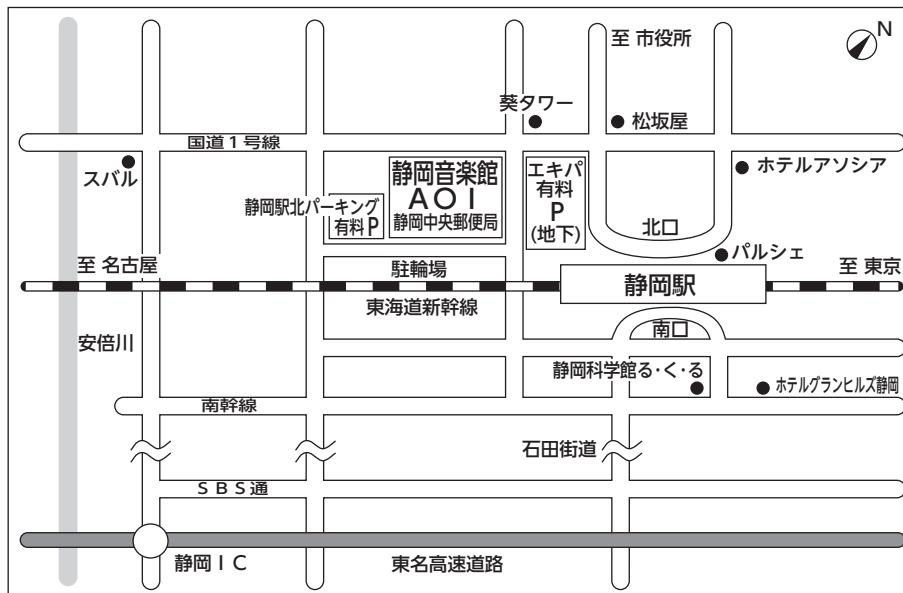 N
至 市役所
葵タワー
松坂屋
国道1号線
スバル
静岡音楽館
AOI
静岡中央郵便局
エキパ
有料
P
(地下)
ホテルアソシア
静岡駅北パーキング
有料P
北口
パルシェ
至 名古屋
駐輪場
静岡駅
至 東京
東海道新幹線
南口
安倍川
静岡科学館る・く・る
ホテルグランヒルズ静岡
南幹線
石田街道
SBS通
静岡IC
東名高速道路